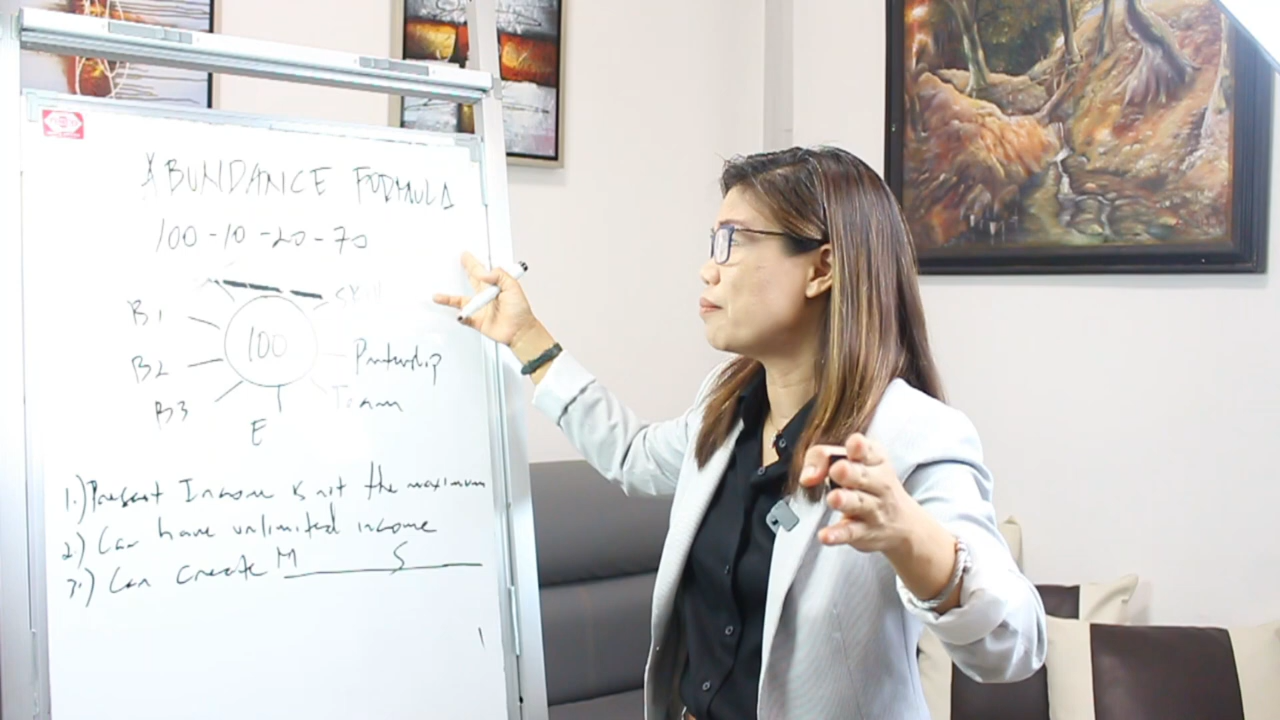 ABUNDANCE FORMULA
100 - 10 - 20 - 70
Skill
B1
100
B2
Partnership
B3
Team
E
1.) Present Income is not the maximum
2.) Can have unlimited income
3.) Can create M S